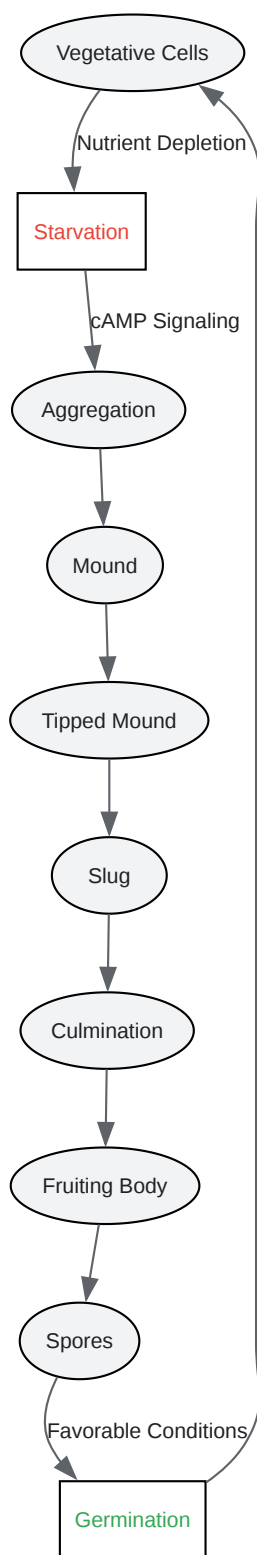 Vegetative Cells
Nutrient Depletion
Starvation
cAMP Signaling
Aggregation
Mound
Tipped Mound
Slug
Culmination
Fruiting Body
Spores
Favorable Conditions
Germination